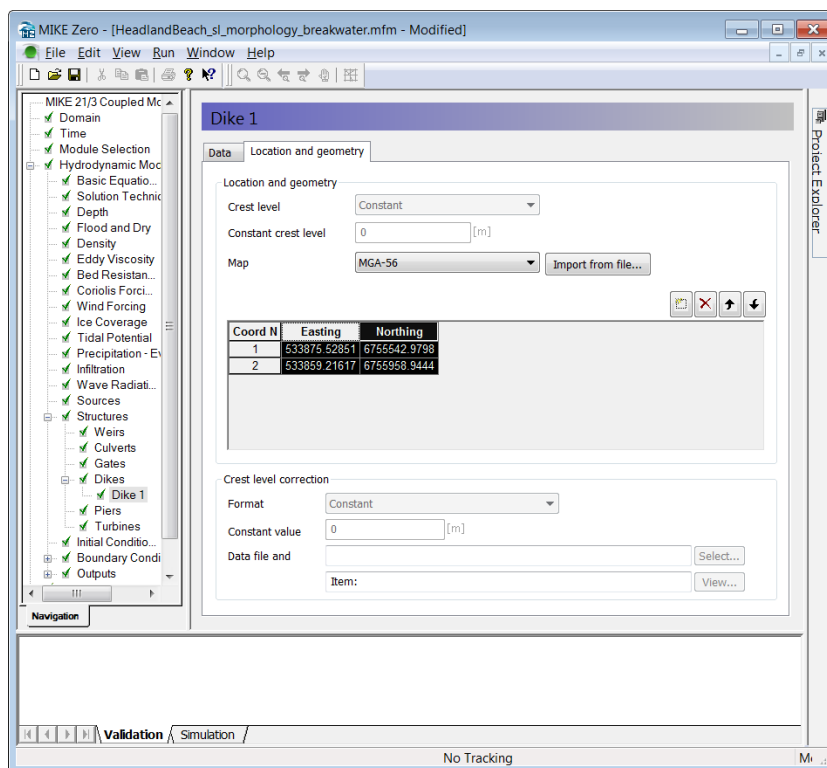 MIKE Zero - [HeadlandBeach_sl_morphology_breakwater.mfm - Modified]
File Edit View Run Window Help
MIKE 21/3 Coupled Mc
Domain
Time
Module Selection
Hydrodynamic Moc
Basic Equatio...
Solution Technic
Depth
Flood and Dry
Density
Eddy Viscosity
Bed Resistan...
Coriolis Forci...
Wind Forcing
Ice Coverage
Tidal Potential
Precipitation - Ev
Infiltration
Wave Radiati...
Sources
Structures
Weirs
Culverts
Gates
Dikes
Dike 1
Piers
Turbines
Initial Conditio...
Boundary Condi
Outputs
Navigation
Dike 1
Data Location and geometry
Location and geometry
Crest level Constant
Constant crest level 0 [m]
Map MGA-56 Import from file...
Coord N Easting Northing
1 533875.52851 6755542.9798
2 533859.21617 6755958.9444
Crest level correction
Format Constant
Constant value 0 [m]
Data file and Select...
Item: View...
Project Explorer
Validation Simulation
No Tracking